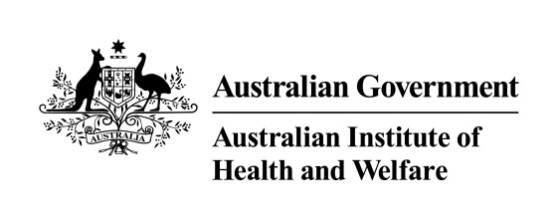 AUSTRALIA
Australian Government
Australian Institute of
Health and Welfare